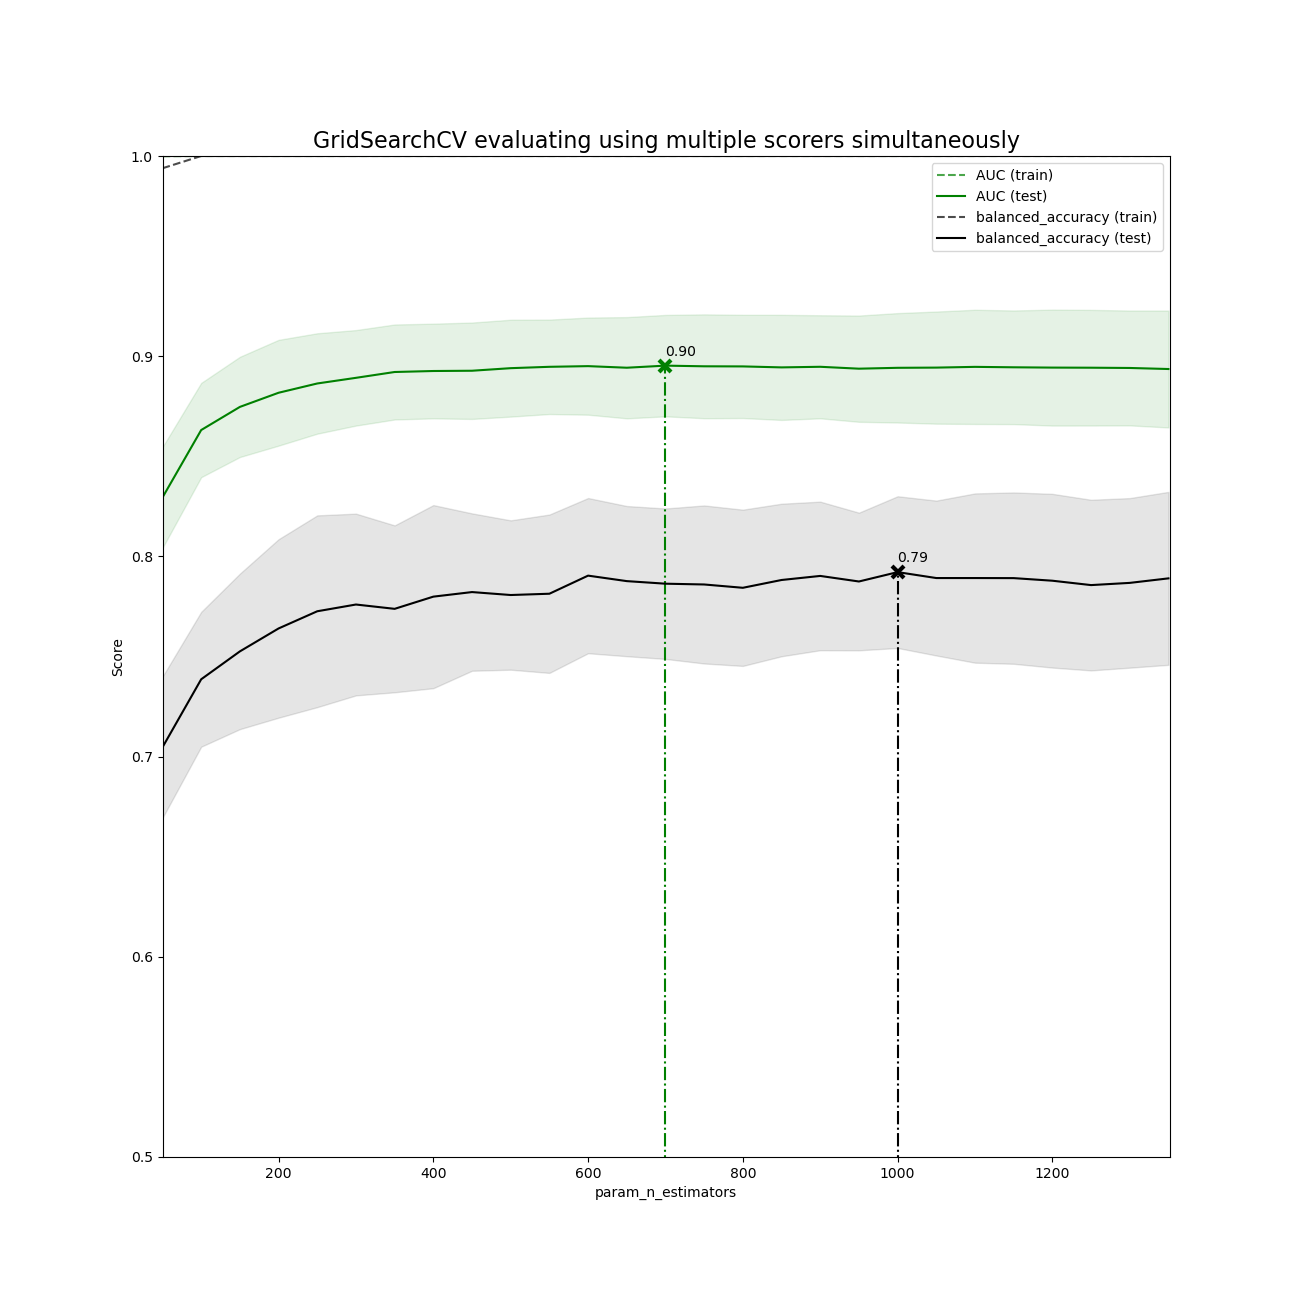 GridSearchCV evaluating using multiple scorers simultaneously
1.0
AUC (train)
AUC (test)
balanced_accuracy (train)
balanced_accuracy (test)
0.90
0.9
0.79
0.8
Score
0.7
0.6
0.5
200 400 600 800 1000 1200
param_n_estimators